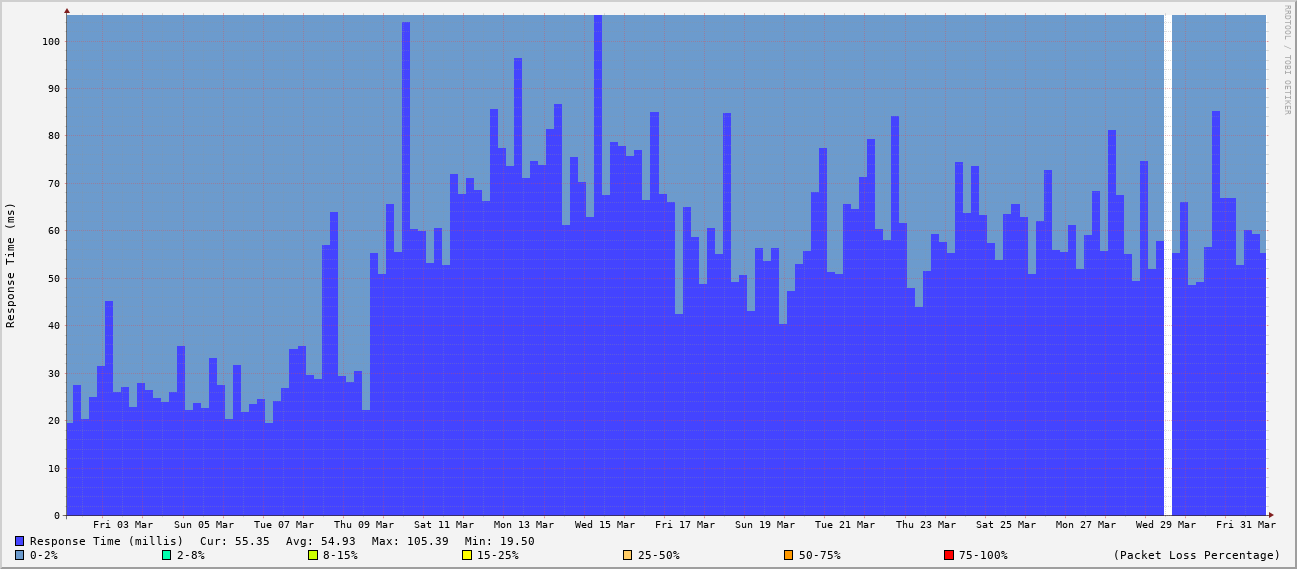 RRDTOOL / TOBI OETIKER
Response Time (ms)
100
90
80
70
60
50
40
30
20
10
0
Fri 03 Mar Sun 05 Mar Tue 07 Mar Thu 09 Mar Sat 11 Mar Mon 13 Mar Wed 15 Mar Fri 17 Mar Sun 19 Mar Tue 21 Mar Thu 23 Mar Sat 25 Mar Mon 27 Mar Wed 29 Mar Fri 31 Mar
Response Time (millis) Cur: 55.35 Avg: 54.93 Max: 105.39 Min: 19.50
0-2% 2-8% 8-15% 15-25% 25-50% 50-75% 75-100% (Packet Loss Percentage)